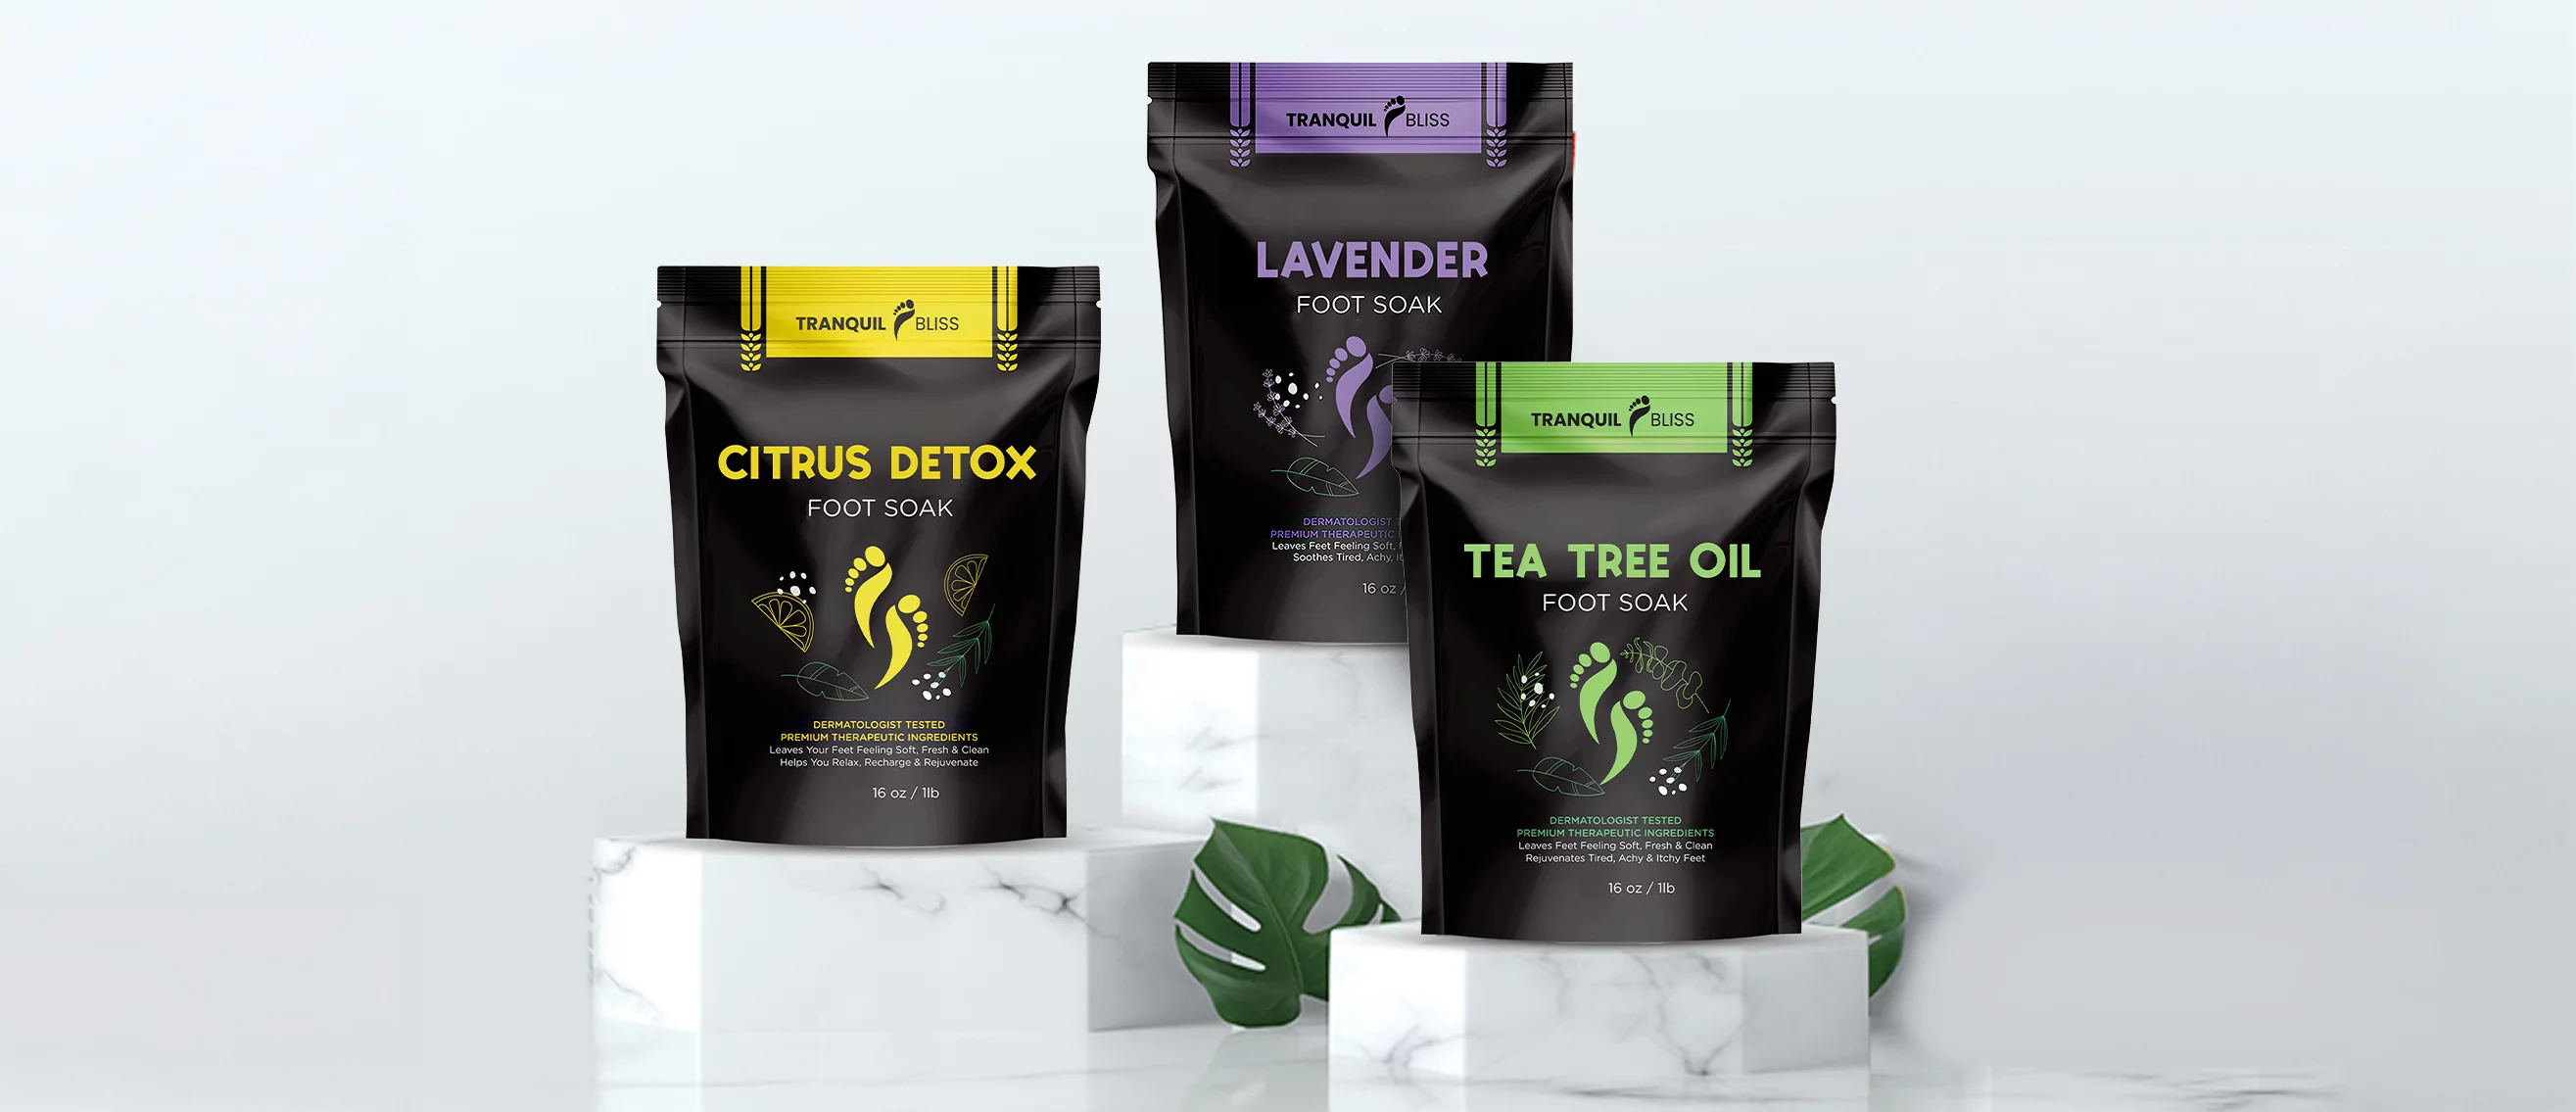 TRANQUIL BLISS
CITRUS DETOX
FOOT SOAK
DERMATOLOGIST TESTED
PREMIUM THERAPEUTIC INGREDIENTS
Leaves Your Feet Feeling Soft, Fresh & Clean
Helps You Relax, Recharge & Rejuvenate
16 oz / 1lb
TRANQUIL BLISS
LAVENDER
FOOT SOAK
DERMATOLOGIST
PREMIUM THERAPEUTIC
Leaves Feet Feeling Soft,
Soothes Tired, Achy,
16 oz /
TRANQUIL BLISS
TEA TREE OIL
FOOT SOAK
DERMATOLOGIST TESTED
PREMIUM THERAPEUTIC INGREDIENTS
Leaves Feet Feeling Soft, Fresh & Clean
Rejuvenates Tired, Achy & Itchy Feet
16 oz / 1lb